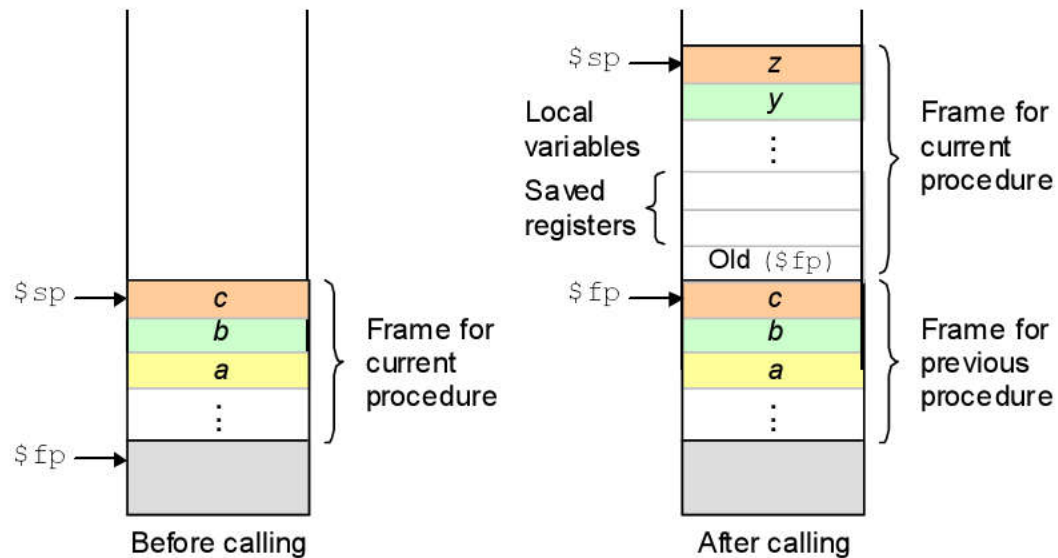 $sp
c
b
a
⋮
$fp
Frame for
current
procedure
Before calling
$sp
z
y
⋮
Local
variables
Saved
registers
Old ($fp)
$fp
c
b
a
⋮
Frame for
current
procedure
Frame for
previous
procedure
After calling